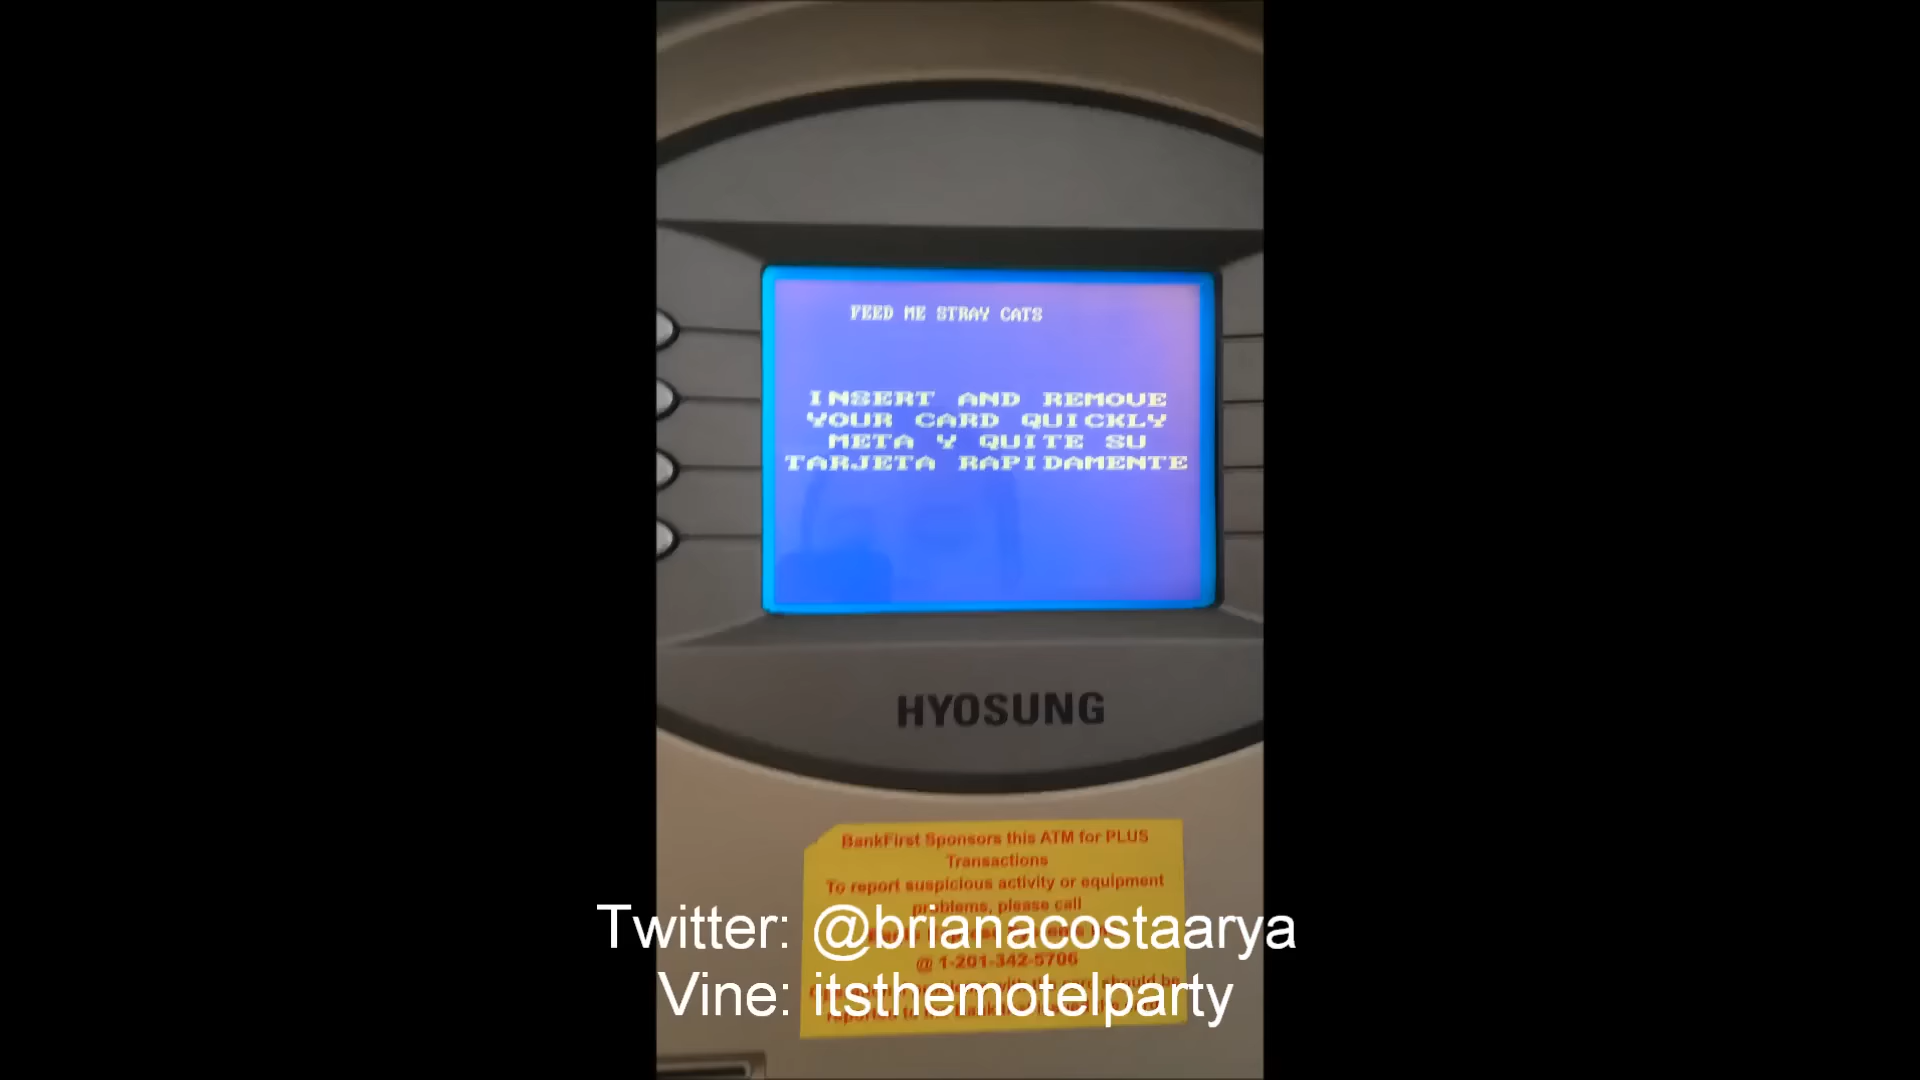 FEED ME STRAY CATS
INSERT AND REMOVE
YOUR CARD QUICKLY
META Y QUITE SU
TARJETA RAPIDAMENTE
HYOSUNG
BankFirst Sponsors this ATM for PLUS
Transactions
To report suspicious activity or equipment
problems, please call
@ 1-201-342-5706
should be
Twitter: @brianacostaarya
Vine: itsthemotelparty